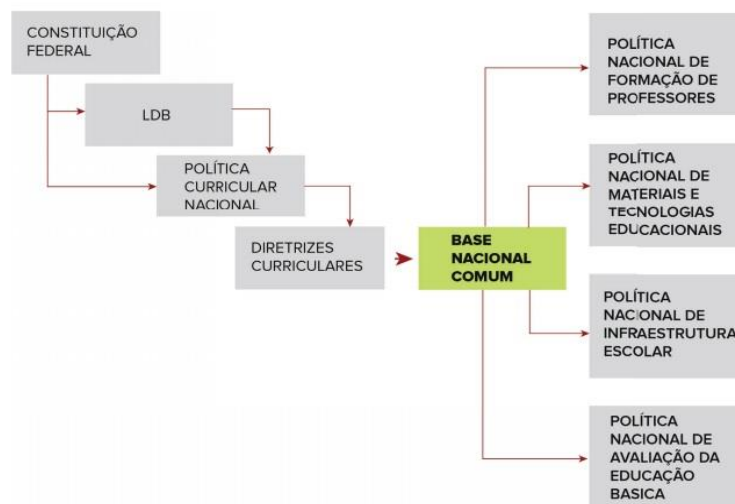 CONSTITUIÇÃO
FEDERAL
LDB
POLÍTICA
CURRICULAR
NACIONAL
DIRETRIZES
CURRICULARES
BASE
NACIONAL
COMUM
POLÍTICA
NACIONAL DE
FORMAÇÃO DE
PROFESSORES
POLÍTICA
NACIONAL DE
MATERIAIS E
TECNOLOGIAS
EDUCACIONAIS
POLÍTICA
NACIONAL DE
INFRAESTRUTURA
ESCOLAR
POLÍTICA
NACIONAL DE
AVALIAÇÃO DA
EDUCAÇÃO
BASICA